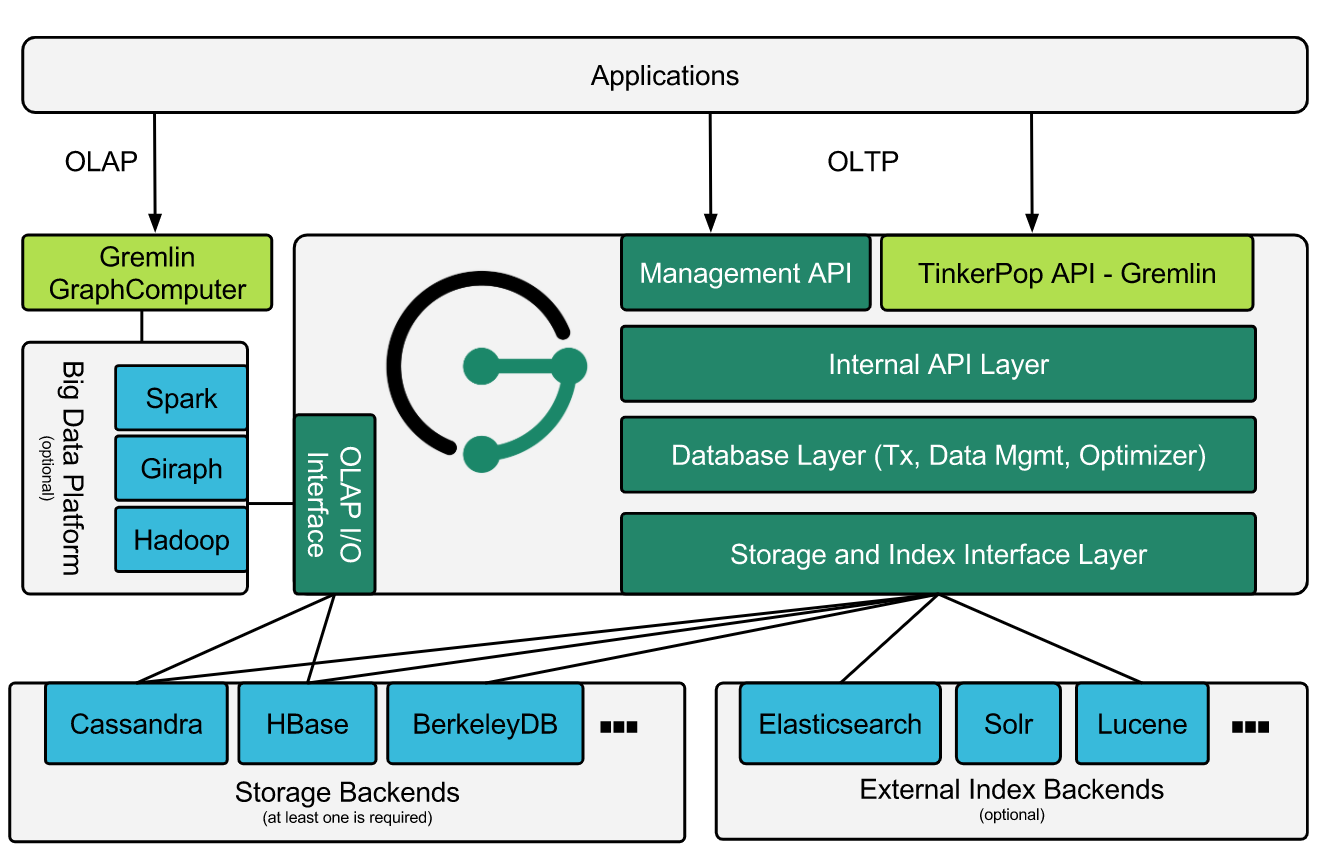 Applications
OLAP
OLTP
Gremlin
GraphComputer
Management API
TinkerPop API - Gremlin
Big Data Platform
(optional)
Spark
Giraph
Hadoop
OLAP I/O
Interface
Internal API Layer
Database Layer (Tx, Data Mgmt, Optimizer)
Storage and Index Interface Layer
Cassandra
HBase
BerkeleyDB
Storage Backends
(at least one is required)
Elasticsearch
Solr
Lucene
External Index Backends
(optional)